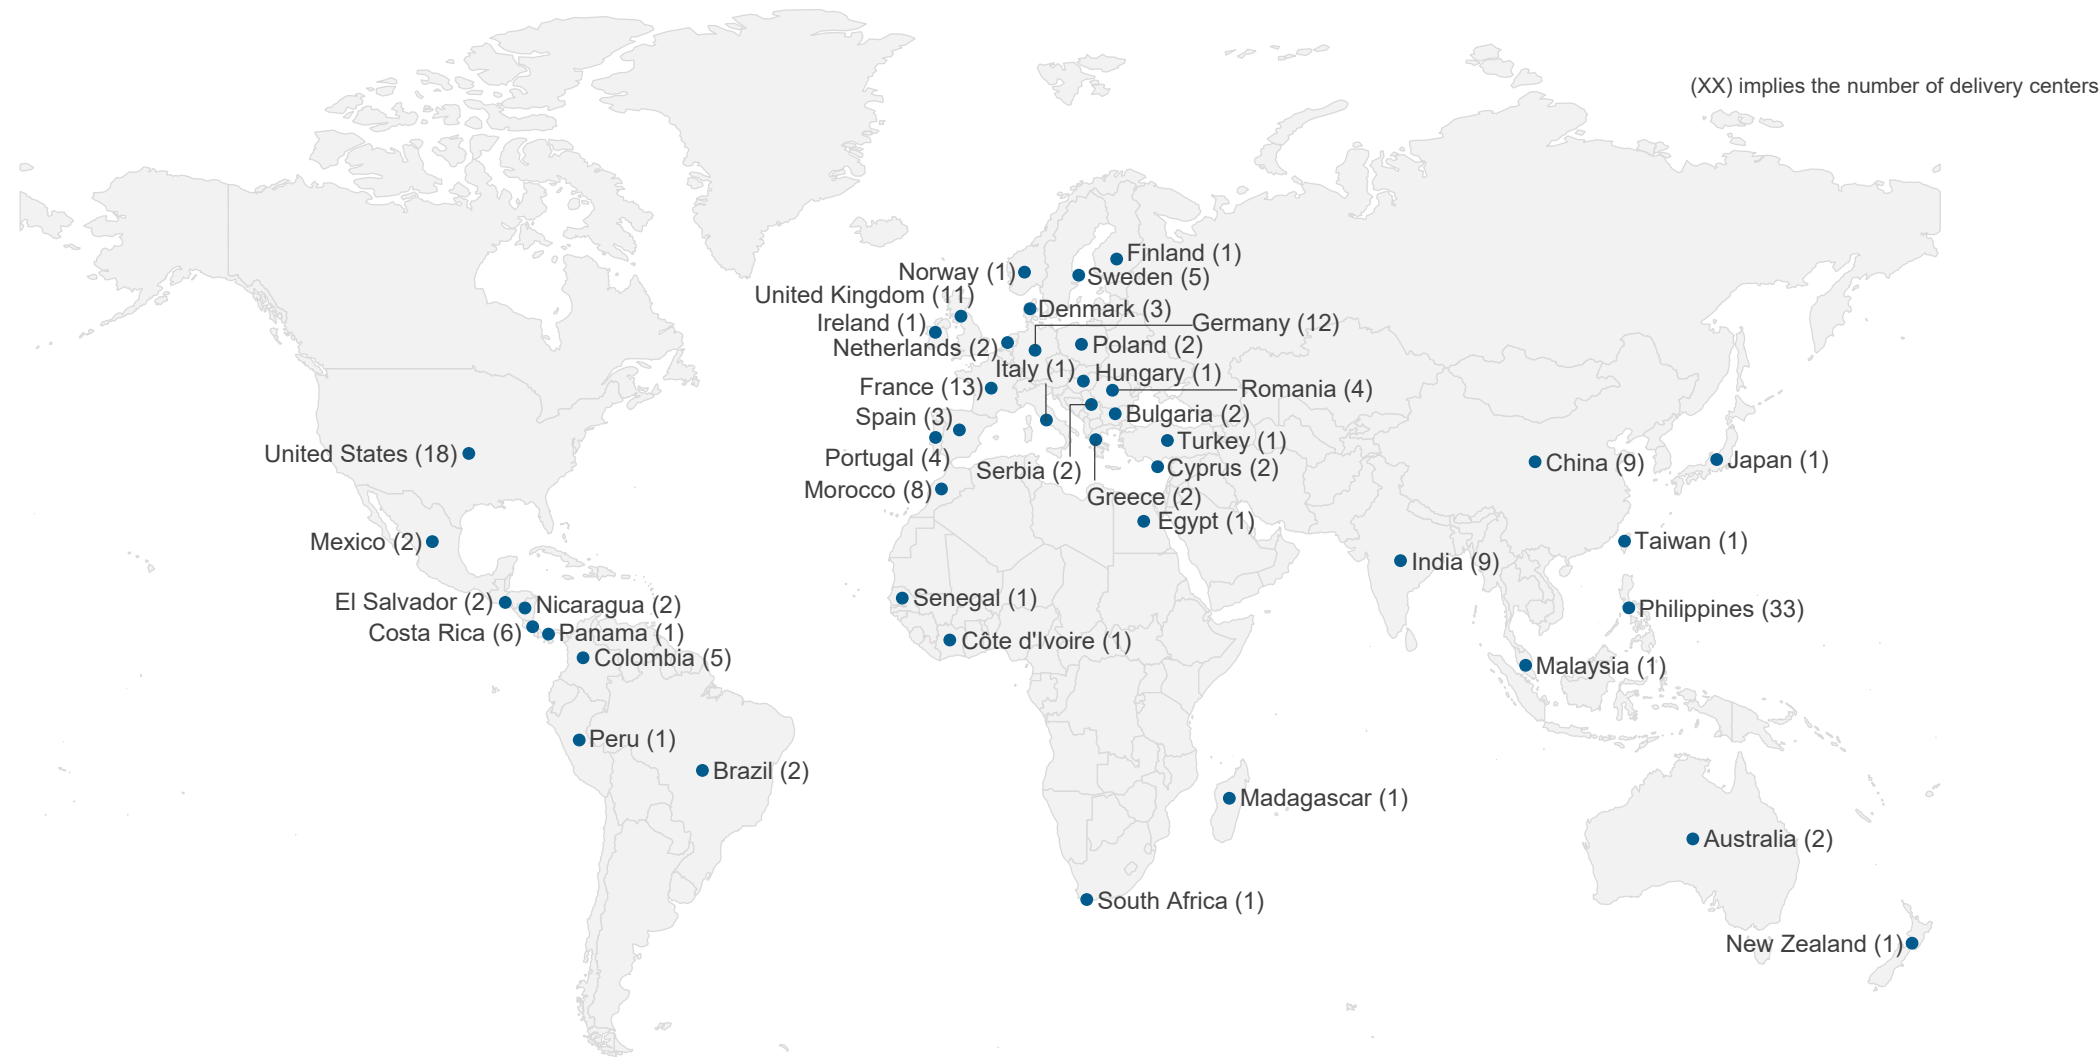 (XX) implies the number of delivery centers
Finland (1)
Norway (1)
Sweden (5)
United Kingdom (11)
Denmark (3)
Ireland (1)
Germany (12)
Netherlands (2)
Poland (2)
Italy (1)
Hungary (1)
France (13)
Romania (4)
Spain (3)
Bulgaria (2)
Turkey (1)
United States (18)
Portugal (4)
China (9)
Japan (1)
Serbia (2)
Cyprus (2)
Morocco (8)
Greece (2)
Egypt (1)
Mexico (2)
Taiwan (1)
India (9)
El Salvador (2)
Nicaragua (2)
Senegal (1)
Philippines (33)
Costa Rica (6)
Panama (1)
Côte d'Ivoire (1)
Colombia (5)
Malaysia (1)
Peru (1)
Brazil (2)
Madagascar (1)
Australia (2)
South Africa (1)
New Zealand (1)